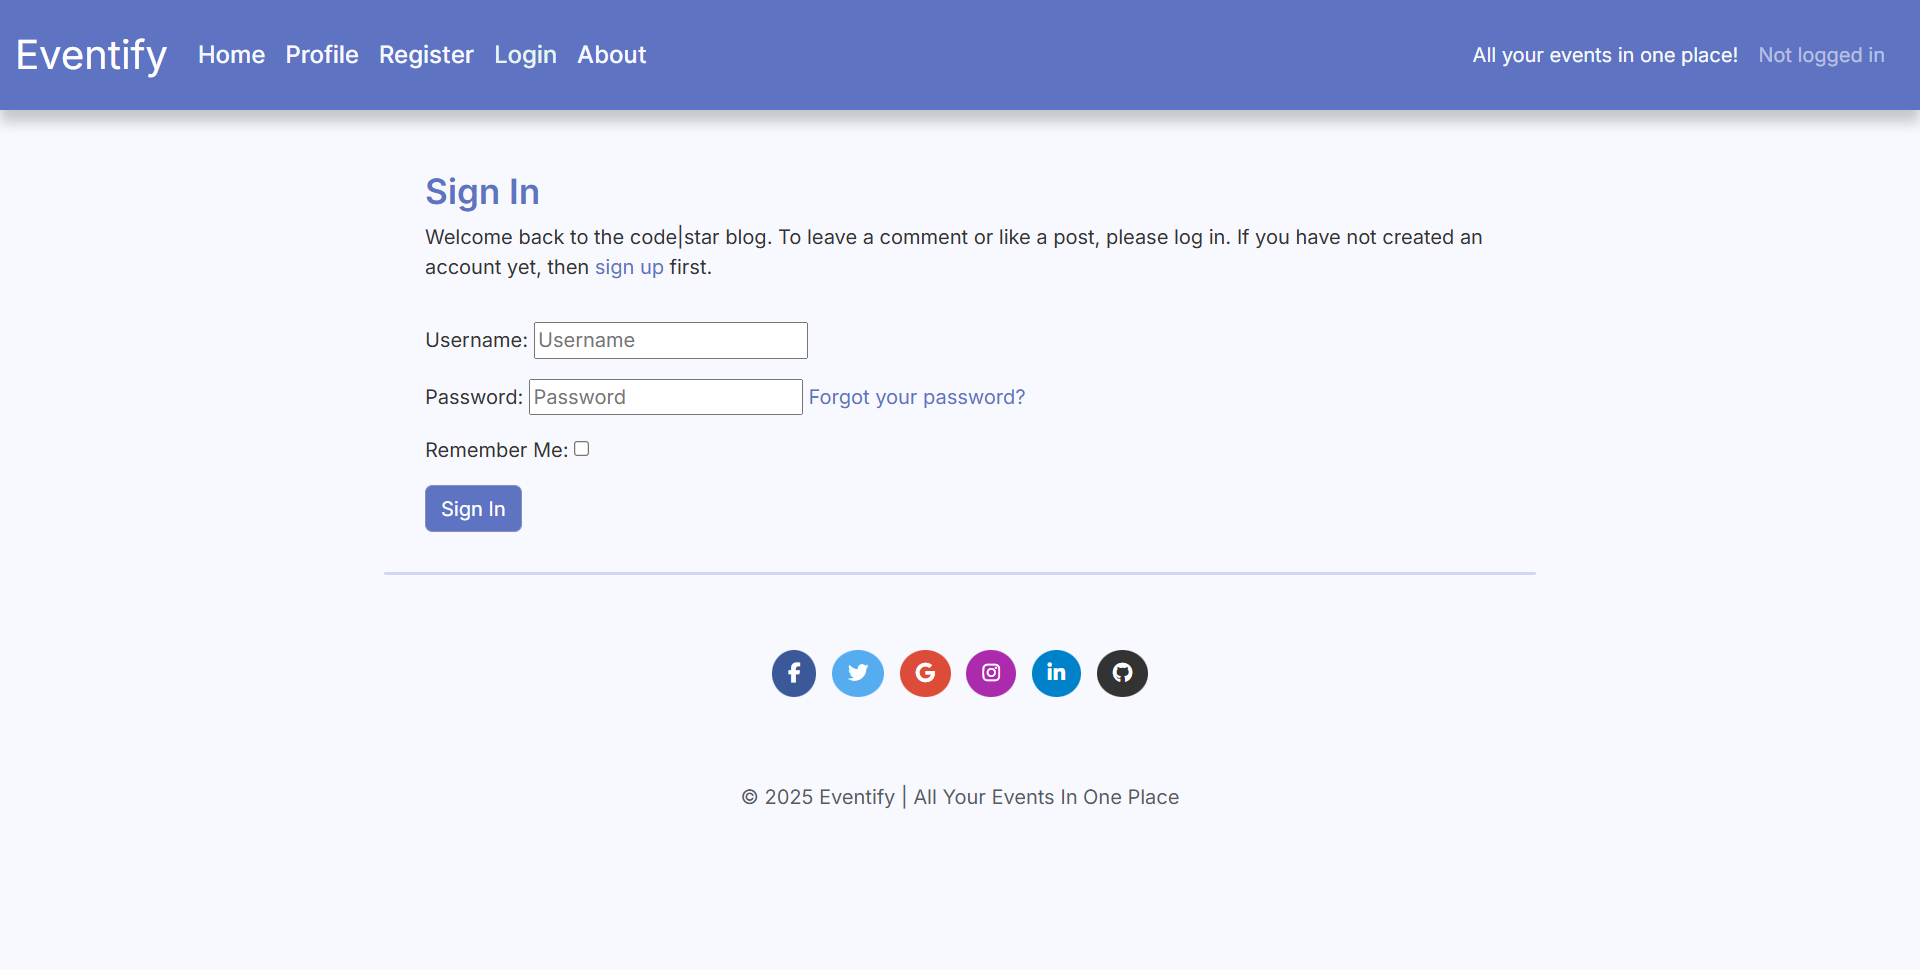 Eventify Home Profile Register Login About All your events in one place! Not logged in
Sign In
Welcome back to the code|star blog. To leave a comment or like a post, please log in. If you have not created an
account yet, then sign up first.
Username: Username
Password: Password Forgot your password?
Remember Me:
Sign In
© 2025 Eventify | All Your Events In One Place